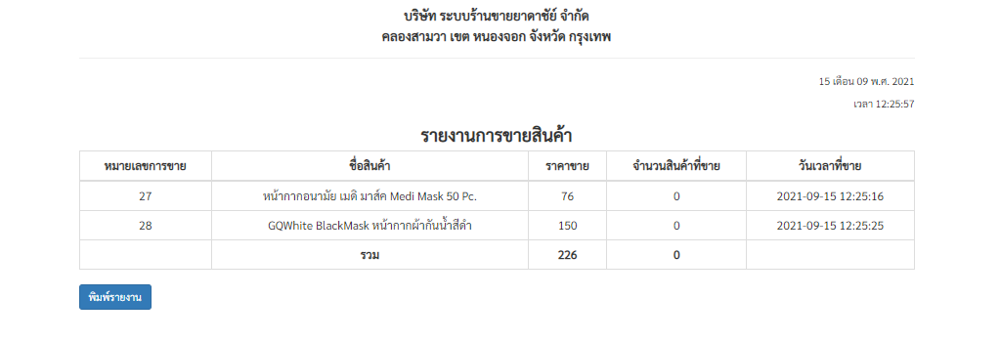 บริษัท ระบบร้านขายยาดาชัย์ จำกัด
คลองสามวา เขต หนองจอก จังหวัด กรุงเทพ
15 เดือน 09 พ.ศ. 2021
เวลา 12:25:57
รายงานการขายสินค้า
หมายเลขการขาย ชื่อสินค้า ราคาขาย จำนวนสินค้าที่ขาย วันเวลาที่ขาย
27 หน้ากากอนามัย เมดิ มาส์ค Medi Mask 50 Pc. 76 0 2021-09-15 12:25:16
28 GQWhite BlackMask หน้ากากผ้ากันน้ำสีดำ 150 0 2021-09-15 12:25:25
รวม 226 0
พิมพ์รายงาน